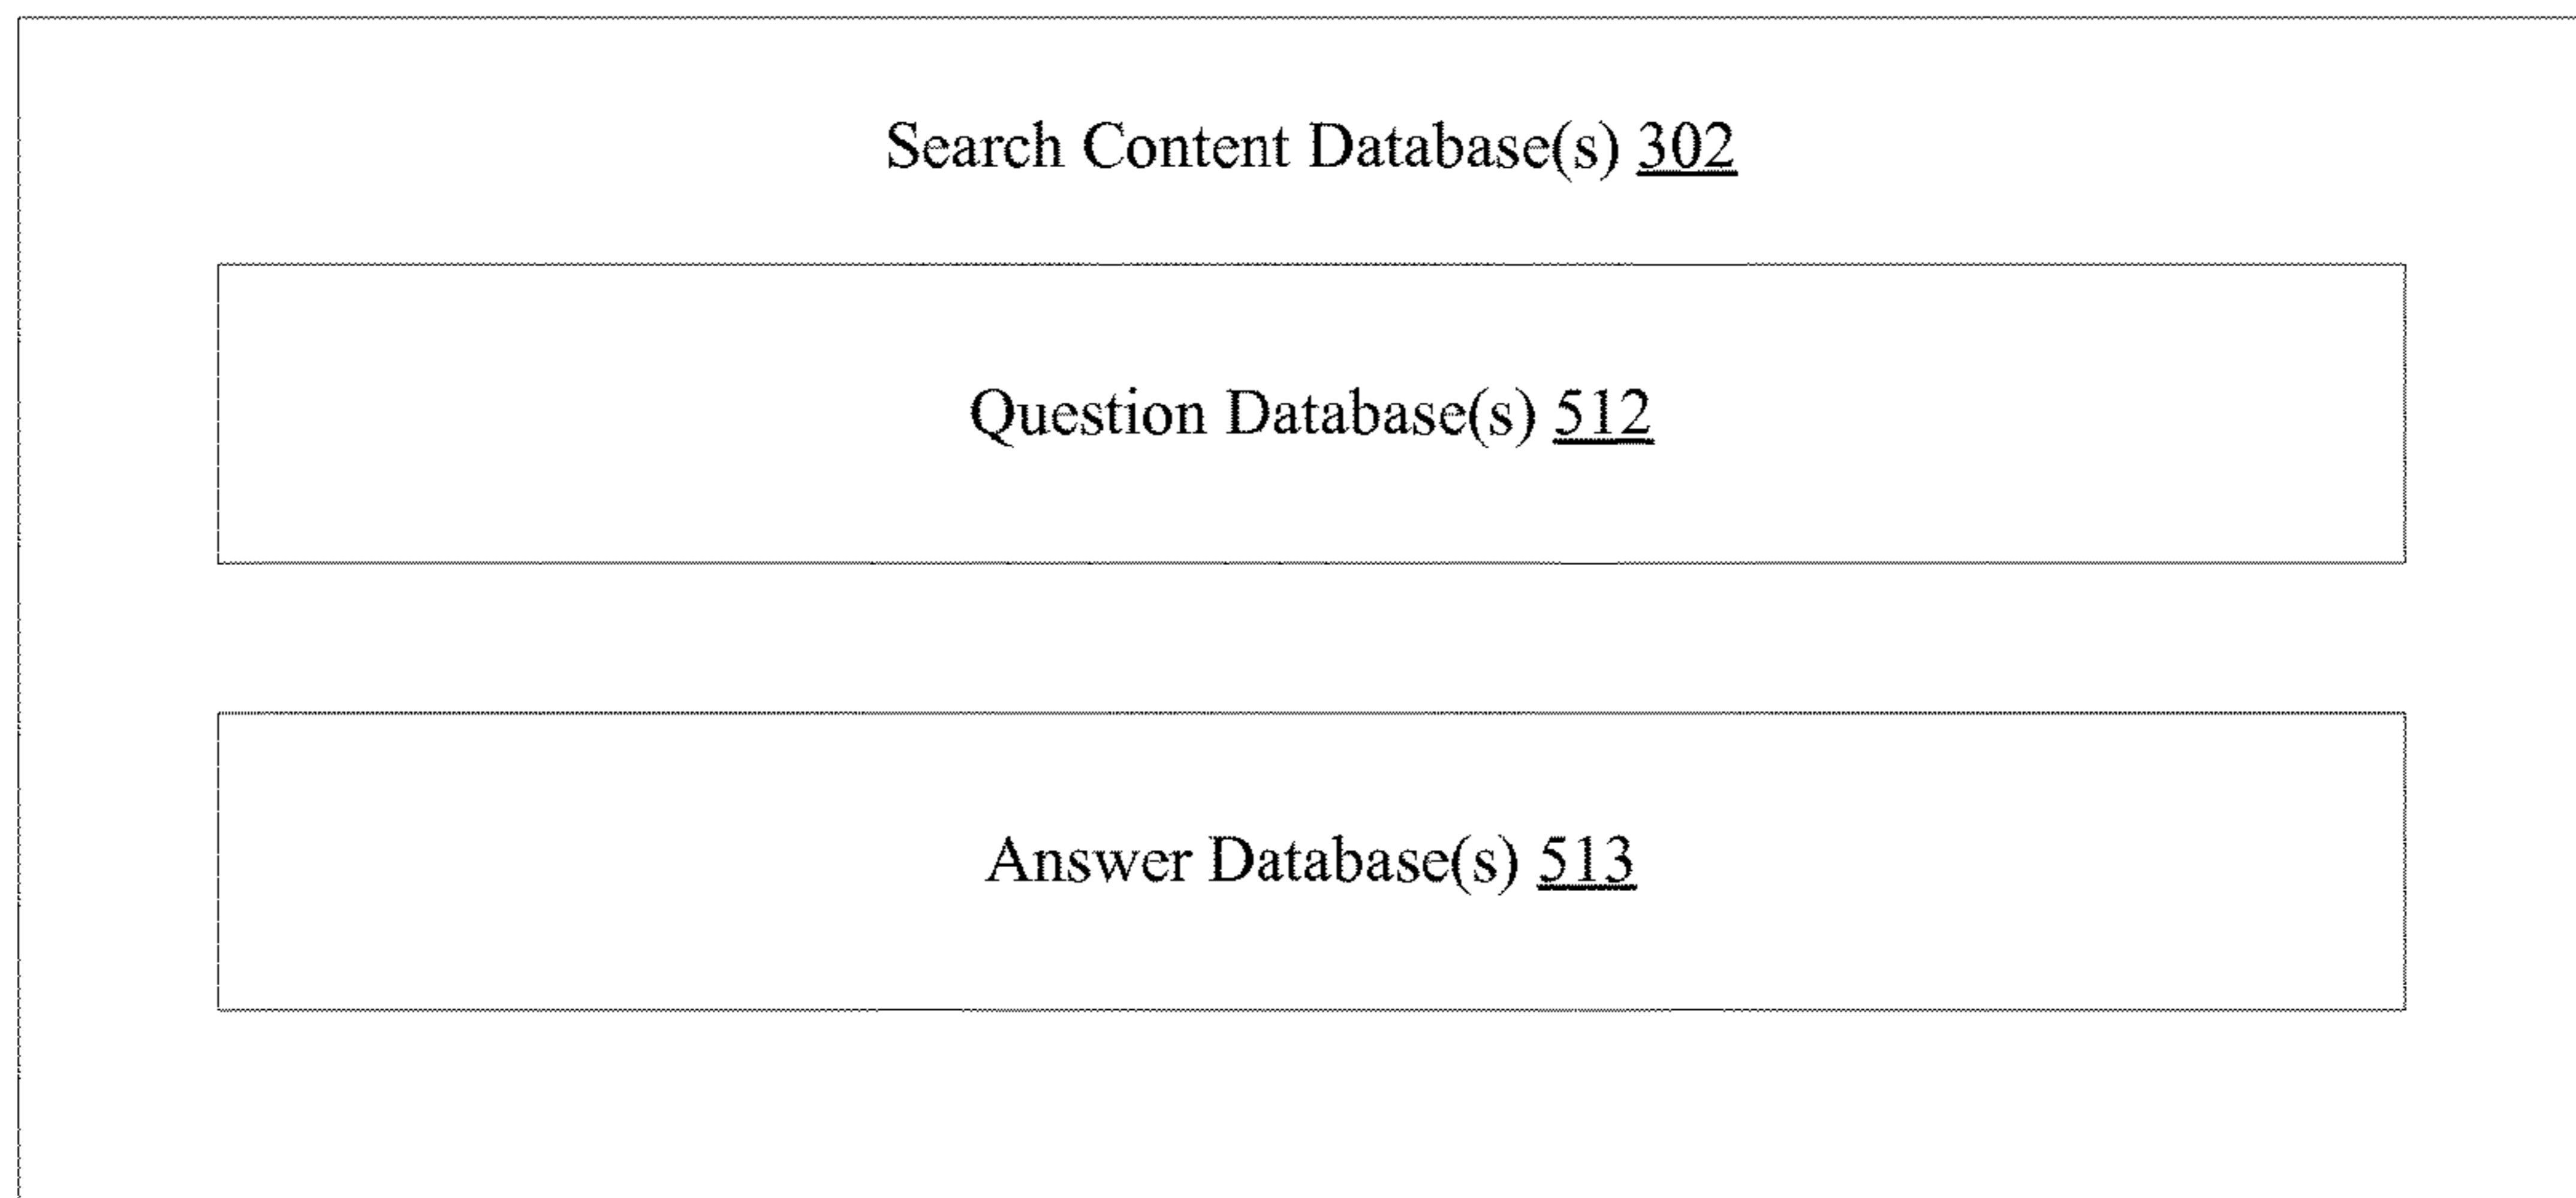 Search Content Database(s) 302
Question Database(s) 512
Answer Database(s) 513